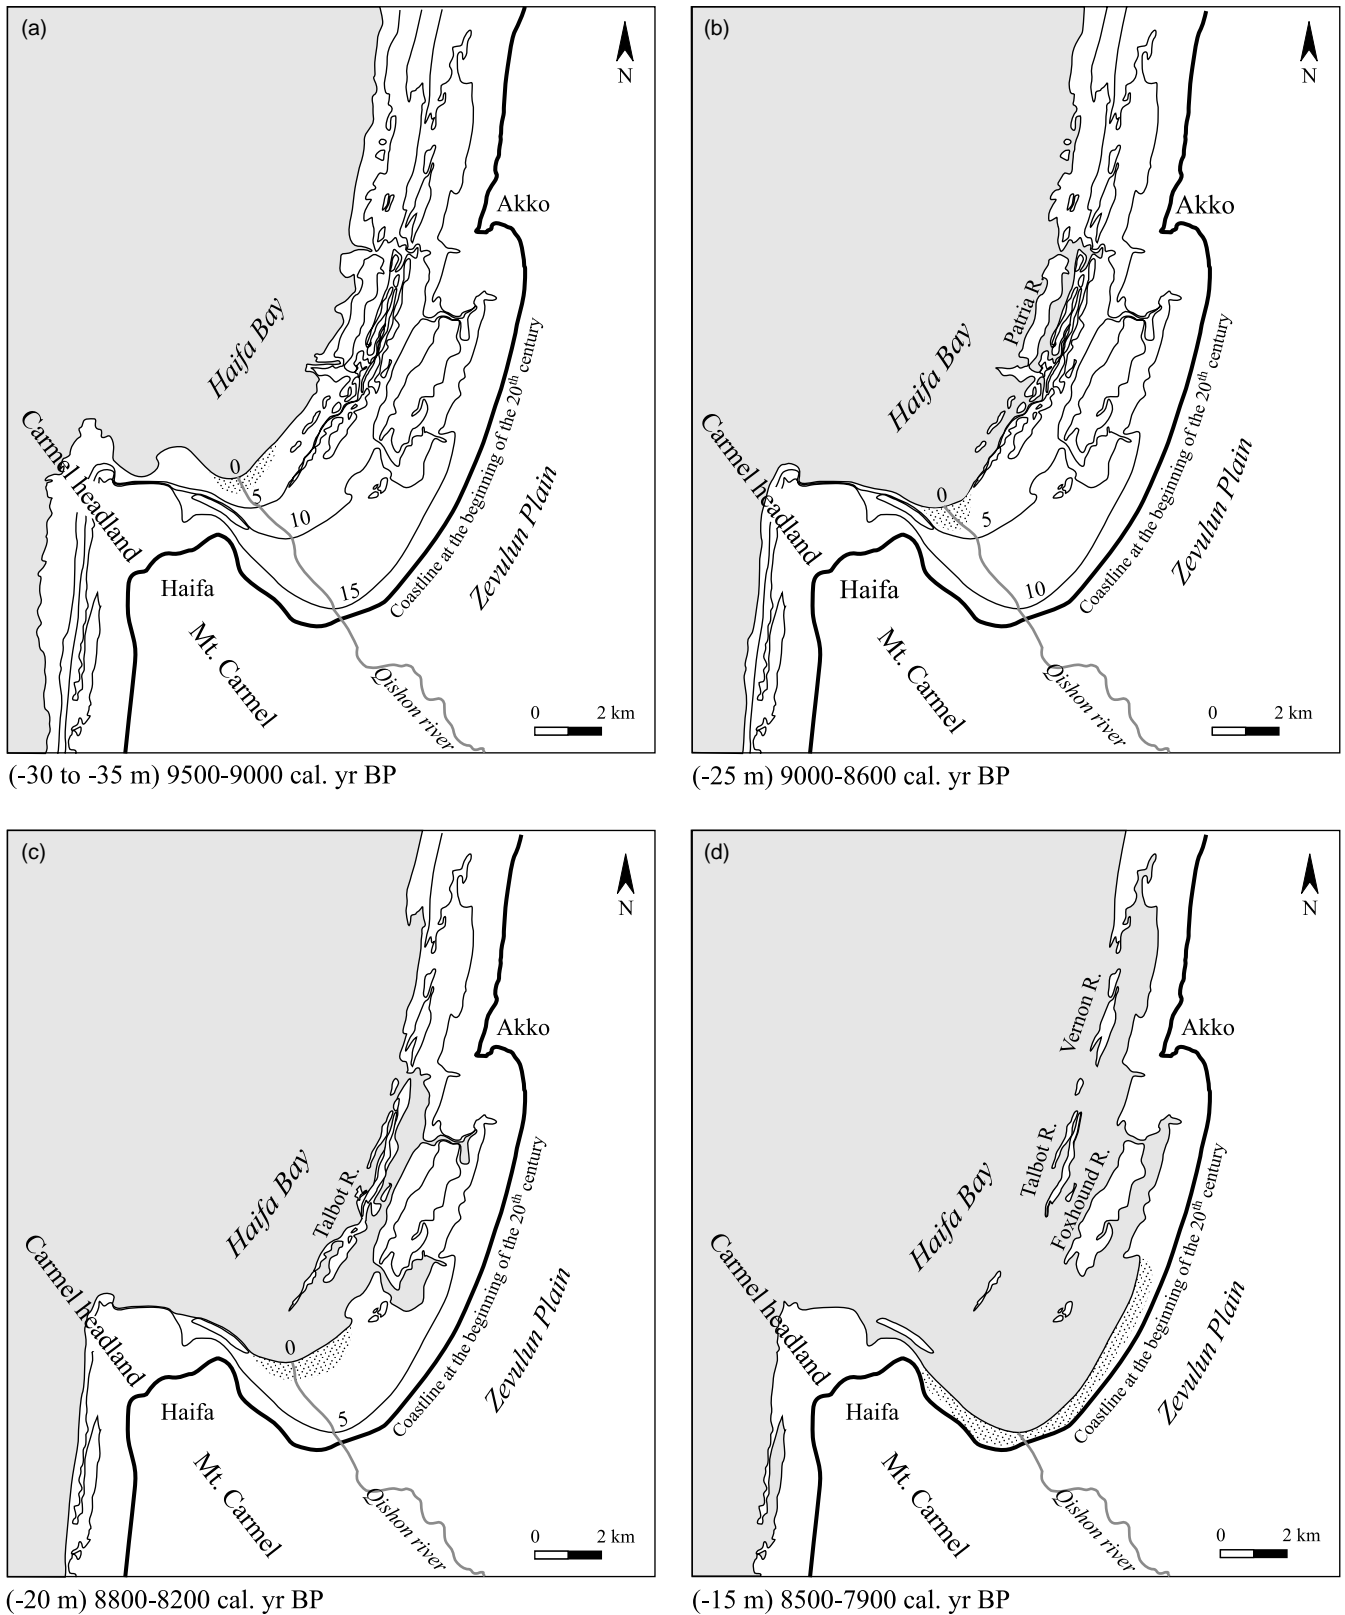 (a)
N
Akko
Haifa Bay
Carmel headland
0
5
10
15
Coastline at the beginning of the 20th century
Zevulun Plain
Haifa
Mt. Carmel
Qishon river
0 2 km
(-30 to -35 m) 9500-9000 cal. yr BP
(b)
N
Akko
Patria R.
Haifa Bay
Carmel headland
0
5
10
Coastline at the beginning of the 20th century
Zevulun Plain
Haifa
Mt. Carmel
Qishon river
0 2 km
(-25 m) 9000-8600 cal. yr BP
(c)
N
Akko
Haifa Bay
Talbot R.
Carmel headland
0
5
Coastline at the beginning of the 20th century
Zevulun Plain
Haifa
Mt. Carmel
Qishon river
0 2 km
(-20 m) 8800-8200 cal. yr BP
(d)
N
Vernon R.
Akko
Talbot R.
Foxhound R.
Haifa Bay
Carmel headland
Coastline at the beginning of the 20th century
Zevulun Plain
Haifa
Mt. Carmel
Qishon river
0 2 km
(-15 m) 8500-7900 cal. yr BP